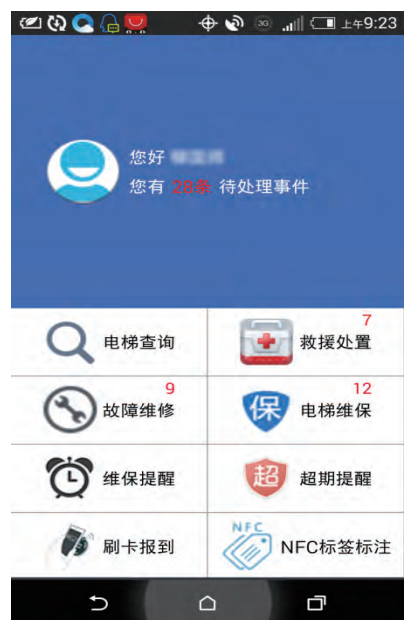 3G 上午9:23
您好
您有 28条 待处理事件
电梯查询
7
救援处置
9
故障维修
12
保
电梯维保
维保提醒
超
超期提醒
刷卡报到
NFC
NFC标签标注